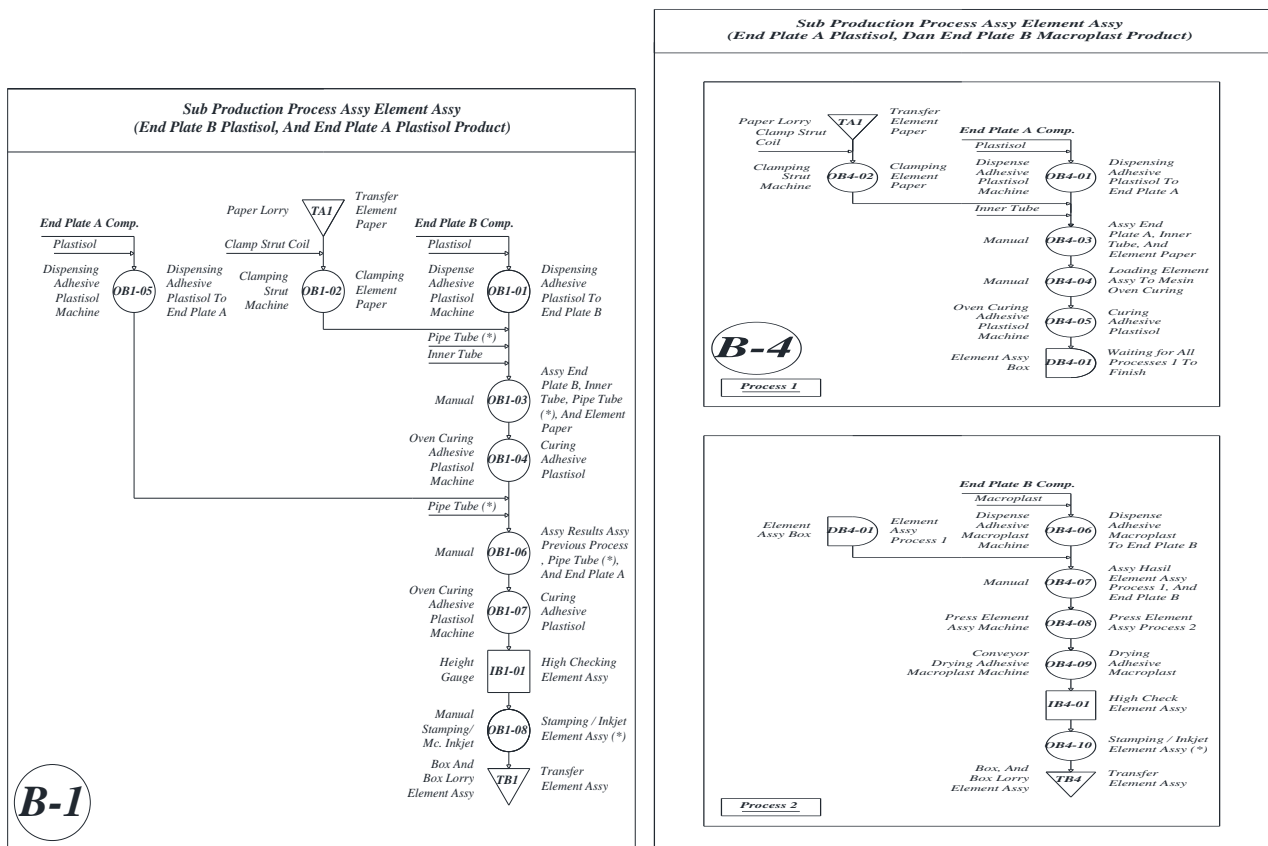 Sub Production Process Assy Element Assy
(End Plate B Plastisol, And End Plate A Plastisol Product)
Paper Lorry
TA1
Transfer
Element
Paper
End Plate A Comp.
Plastisol
Clamp Strut Coil
End Plate B Comp.
Plastisol
Dispensing
Adhesive
Plastisol
Machine
OB1-05
Dispensing
Adhesive
Plastisol To
End Plate A
Clamping
Strut
Machine
OB1-02
Clamping
Element
Paper
Dispense
Adhesive
Plastisol
Machine
OB1-01
Dispensing
Adhesive
Plastisol To
End Plate B
Pipe Tube (*)
Inner Tube
Manual
OB1-03
Assy End
Plate B, Inner
Tube, Pipe Tube
(*), And Element
Paper
Oven Curing
Adhesive
Plastisol
Machine
OB1-04
Curing
Adhesive
Plastisol
Pipe Tube (*)
Manual
OB1-06
Assy Results Assy
Previous Process
, Pipe Tube (*),
And End Plate A
Oven Curing
Adhesive
Plastisol
Machine
OB1-07
Curing
Adhesive
Plastisol
Height
Gauge
IB1-01
High Checking
Element Assy
Manual
Stamping/
Mc. Inkjet
OB1-08
Stamping / Inkjet
Element Assy (*)
Box And
Box Lorry
Element Assy
TB1
Transfer
Element Assy
B-1
Sub Production Process Assy Element Assy
(End Plate A Plastisol, Dan End Plate B Macroplast Product)
Paper Lorry
Clamp Strut
Coil
TA1
Transfer
Element
Paper
End Plate A Comp.
Plastisol
Clamping
Strut
Machine
OB4-02
Clamping
Element
Paper
Dispense
Adhesive
Plastisol
Machine
OB4-01
Dispensing
Adhesive
Plastisol To
End Plate A
Inner Tube
Manual
OB4-03
Assy End
Plate A, Inner
Tube, And
Element Paper
Manual
OB4-04
Loading Element
Assy To Mesin
Oven Curing
Oven Curing
Adhesive
Plastisol
Machine
OB4-05
Curing
Adhesive
Plastisol
Element Assy
Box
DB4-01
Waiting for All
Processes 1 To
Finish
B-4
Process 1
End Plate B Comp.
Macroplast
Element
Assy Box
DB4-01
Element
Assy
Process 1
Dispense
Adhesive
Macroplast
Machine
OB4-06
Dispense
Adhesive
Macroplast
To End Plate B
Manual
OB4-07
Assy Hasil
Element Assy
Process 1, And
End Plate B
Press Element
Assy Machine
OB4-08
Press Element
Assy Process 2
Conveyor
Drying Adhesive
Macroplast Machine
OB4-09
Drying
Adhesive
Macroplast
IB4-01
High Check
Element Assy
OB4-10
Stamping / Inkjet
Element Assy (*)
Box, And
Box Lorry
Element Assy
TB4
Transfer
Element Assy
Process 2